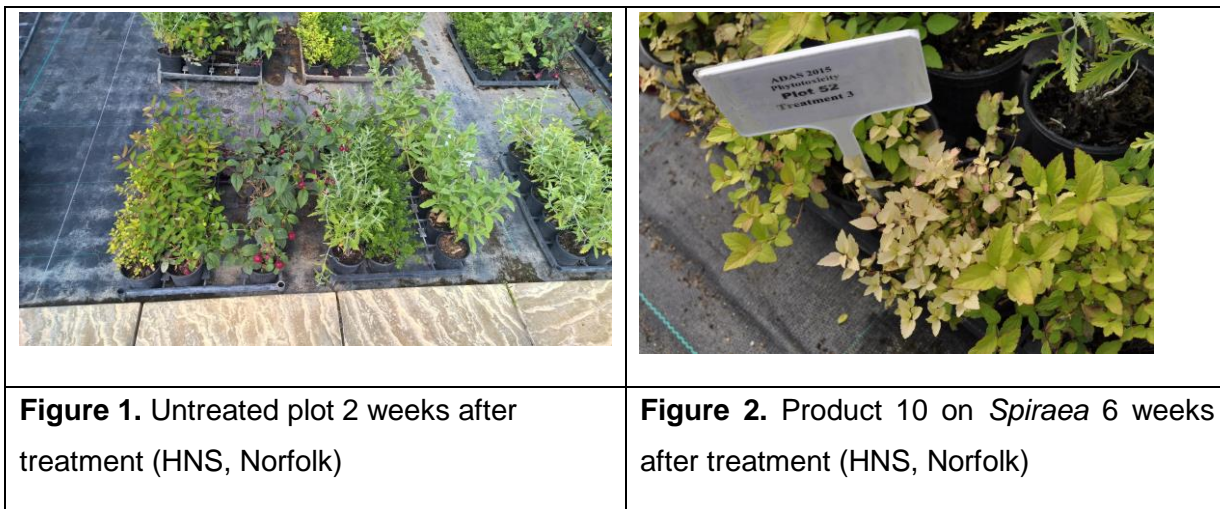 ADAS 2015
Phytotoxicity
Plot 52
Treatment 3
Figure 1. Untreated plot 2 weeks after
treatment (HNS, Norfolk)
Figure 2. Product 10 on Spiraea 6 weeks
after treatment (HNS, Norfolk)